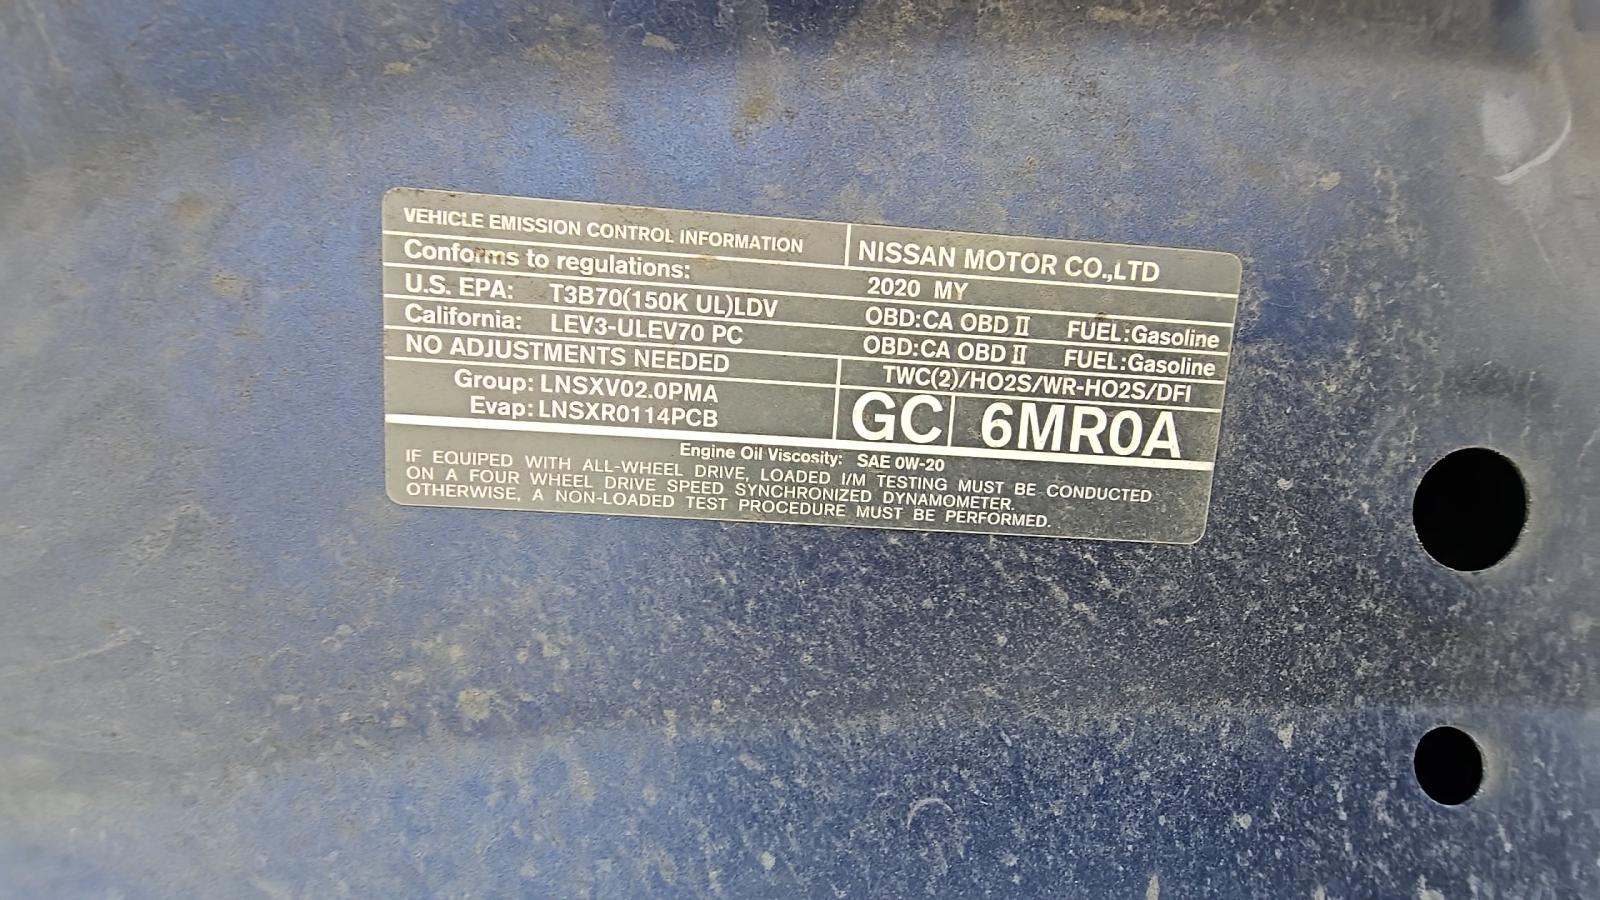 VEHICLE EMISSION CONTROL INFORMATION NISSAN MOTOR CO.,LTD
Conforms to regulations: 2020 MY
U.S. EPA: T3B70(150K UL)LDV OBD:CA OBD II FUEL:Gasoline
California: LEV3-ULEV70 PC OBD:CA OBD II FUEL:Gasoline
NO ADJUSTMENTS NEEDED TWC(2)/HO2S/WR-HO2S/DFI
Group: LNSXV02.0PMA
Evap: LNSXR0114PCB
GC 6MR0A
Engine Oil Viscosity: SAE 0W-20
IF EQUIPED WITH ALL-WHEEL DRIVE, LOADED I/M TESTING MUST BE CONDUCTED
ON A FOUR WHEEL DRIVE SPEED SYNCHRONIZED DYNAMOMETER.
OTHERWISE, A NON-LOADED TEST PROCEDURE MUST BE PERFORMED.